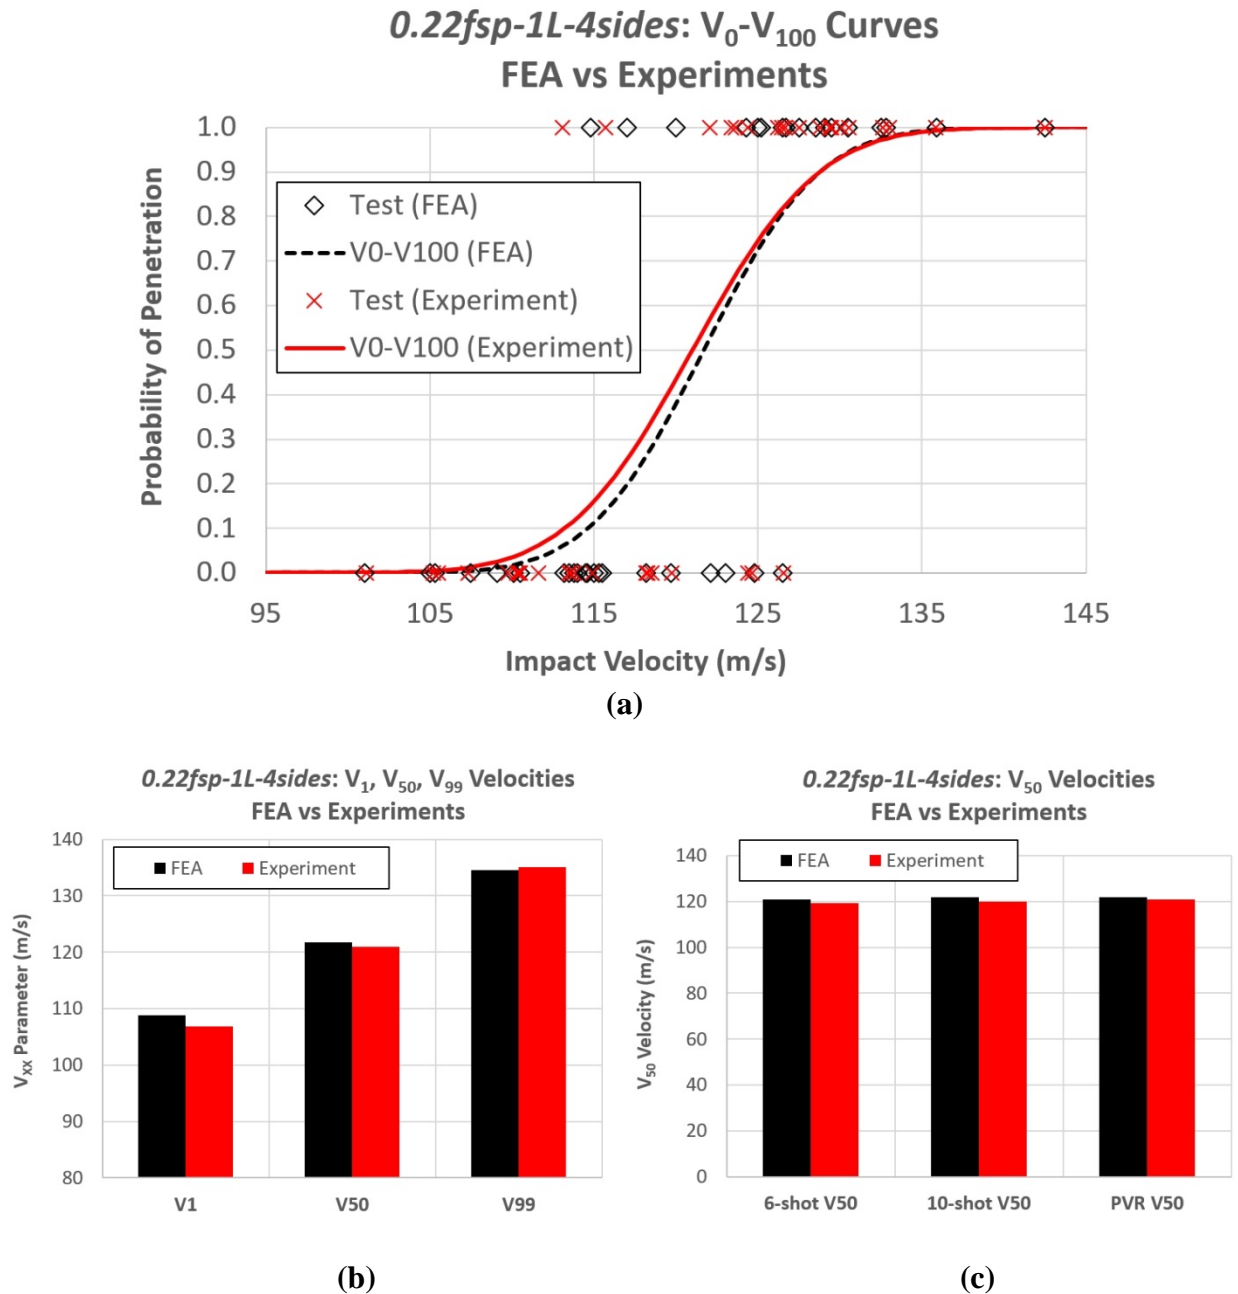 0.22fsp-1L-4sides: V0-V100 Curves
FEA vs Experiments
1.0
0.9
0.8
0.7
0.6
0.5
0.4
0.3
0.2
0.1
0.0
Probability of Penetration
Test (FEA)
V0-V100 (FEA)
Test (Experiment)
V0-V100 (Experiment)
95 105 115 125 135 145
Impact Velocity (m/s)
(a)
0.22fsp-1L-4sides: V1, V50, V99 Velocities
FEA vs Experiments
140
130
120
110
100
90
80
VXX Parameter (m/s)
FEA Experiment
V1 V50 V99
(b)
0.22fsp-1L-4sides: V50 Velocities
FEA vs Experiments
140
120
100
80
60
40
20
0
V50 Velocity (m/s)
FEA Experiment
6-shot V50 10-shot V50 PVR V50
(c)